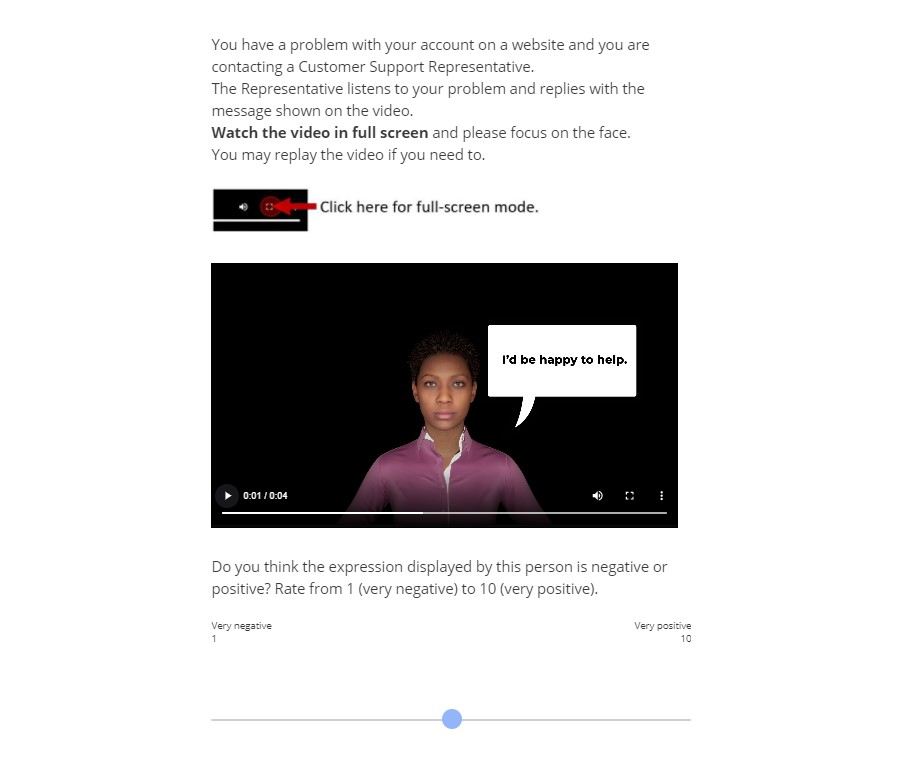 You have a problem with your account on a website and you are
contacting a Customer Support Representative.
The Representative listens to your problem and replies with the
message shown on the video.
Watch the video in full screen and please focus on the face.
You may replay the video if you need to.
Click here for full-screen mode.
I'd be happy to help.
0:01 / 0:04
Do you think the expression displayed by this person is negative or
positive? Rate from 1 (very negative) to 10 (very positive).
Very negative Very positive
1 10